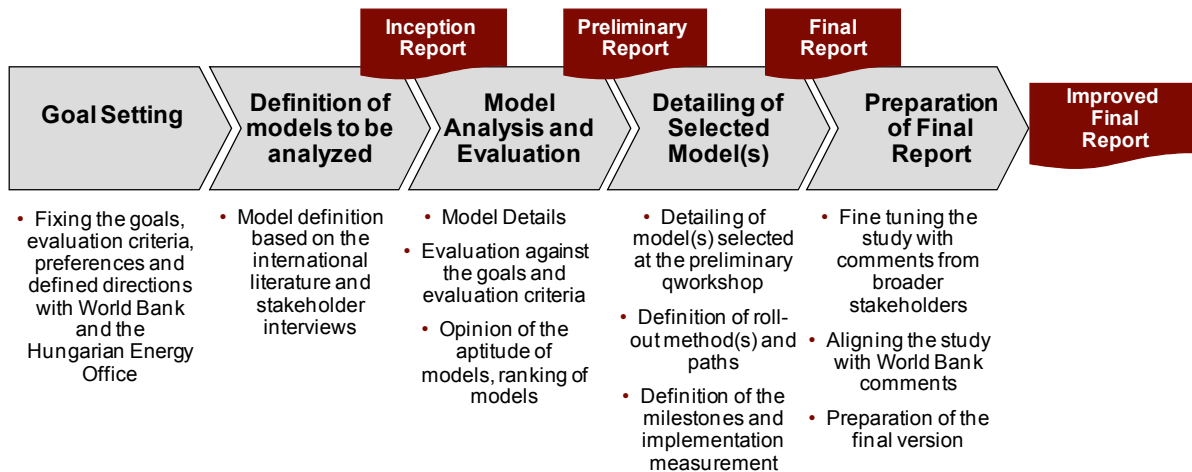 Inception
Report
Preliminary
Report
Final
Report
Goal Setting
Definition of
models to be
analyzed
Model
Analysis and
Evaluation
Detailing of
Selected
Model(s)
Preparation
of Final
Report
Improved
Final
Report
• Fixing the goals,
evaluation criteria,
preferences and
defined directions
with World Bank
and the
Hungarian Energy
Office
• Model definition
based on the
international
literature and
stakeholder
interviews
• Model Details
• Evaluation against
the goals and
evaluation criteria
• Opinion of the
aptitude of
models, ranking of
models
• Detailing of
model(s) selected
at the preliminary
qworkshop
• Definition of roll-
out method(s) and
paths
• Definition of the
milestones and
implementation
measurement
• Fine tuning the
study with
comments from
broader
stakeholders
• Aligning the study
with World Bank
comments
• Preparation of the
final version